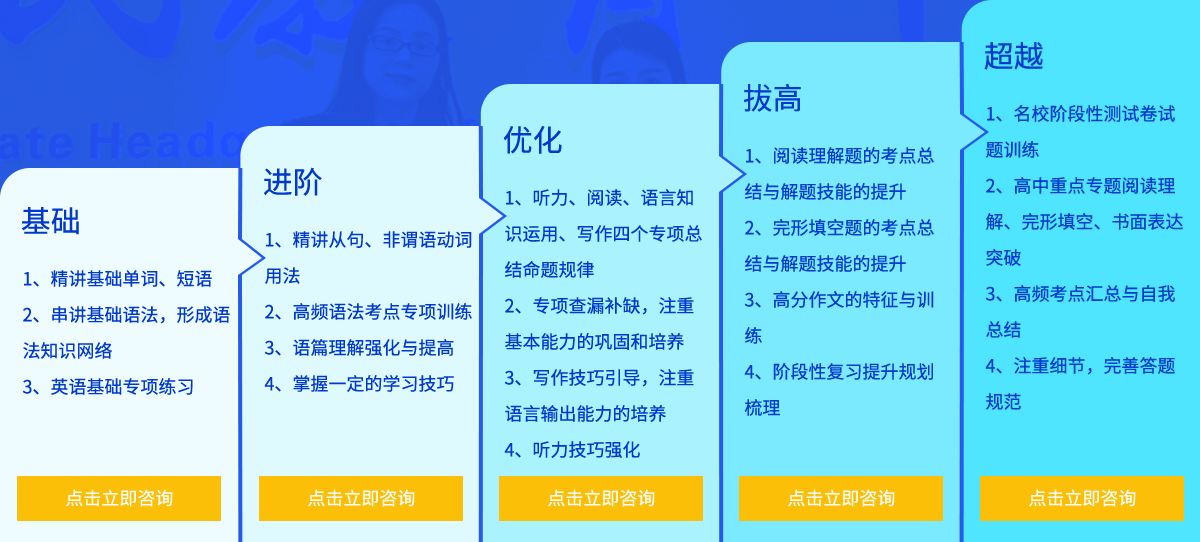 基础
1、精讲基础单词、短语
2、串讲基础语法，形成语
法知识网络
3、英语基础专项练习
点击立即咨询
进阶
1、精讲从句、非谓语动词
用法
2、高频语法考点专项训练
3、语篇理解强化与提高
4、掌握一定的学习技巧
点击立即咨询
优化
1、听力、阅读、语言知
识运用、写作四个专项总
结命题规律
2、专项查漏补缺，注重
基本能力的巩固和培养
3、写作技巧引导，注重
语言输出能力的培养
4、听力技巧强化
点击立即咨询
拔高
1、阅读理解题的考点总
结与解题技能的提升
2、完形填空题的考点总
结与解题技能的提升
3、高分作文的特征与训
练
4、阶段性复习提升规划
梳理
点击立即咨询
超越
1、名校阶段性测试卷试
题训练
2、高中重点专题阅读理
解、完形填空、书面表达
突破
3、高频考点汇总与自我
总结
4、注重细节，完善答题
规范
点击立即咨询